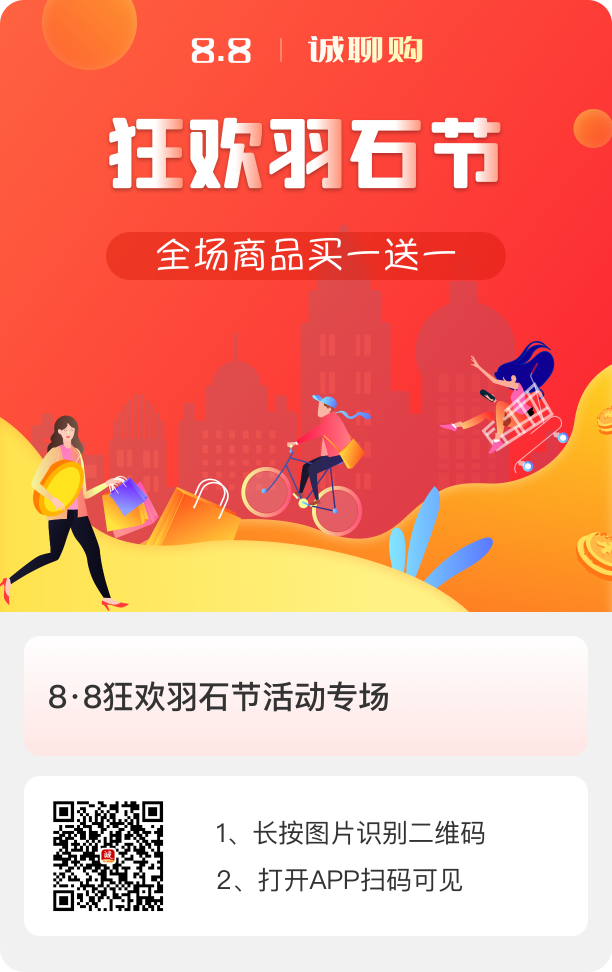 8.8 | 诚聊购
狂欢羽石节
全场商品买一送一
8·8狂欢羽石节活动专场
诚
1、长按图片识别二维码
2、打开APP扫码可见